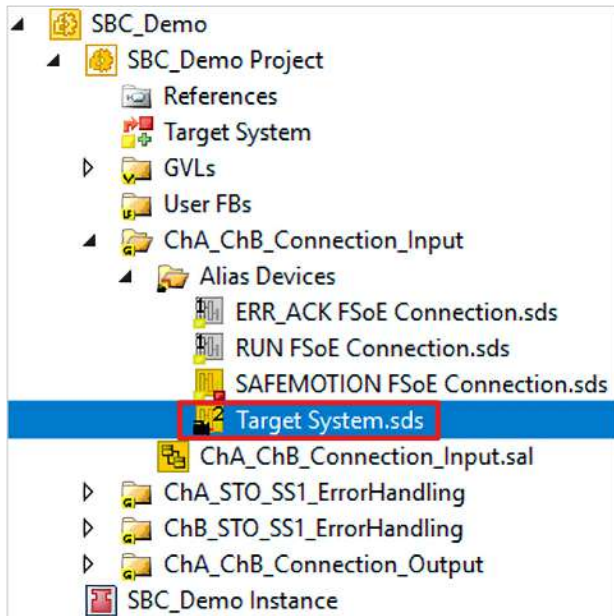 SBC_Demo
SBC_Demo Project
References
Target System
GVLs
User FBs
ChA_ChB_Connection_Input
Alias Devices
ERR_ACK FSoE Connection.sds
RUN FSoE Connection.sds
SAFEMOTION FSoE Connection.sds
Target System.sds
ChA_ChB_Connection_Input.sal
ChA_STO_SS1_ErrorHandling
ChB_STO_SS1_ErrorHandling
ChA_ChB_Connection_Output
SBC_Demo Instance